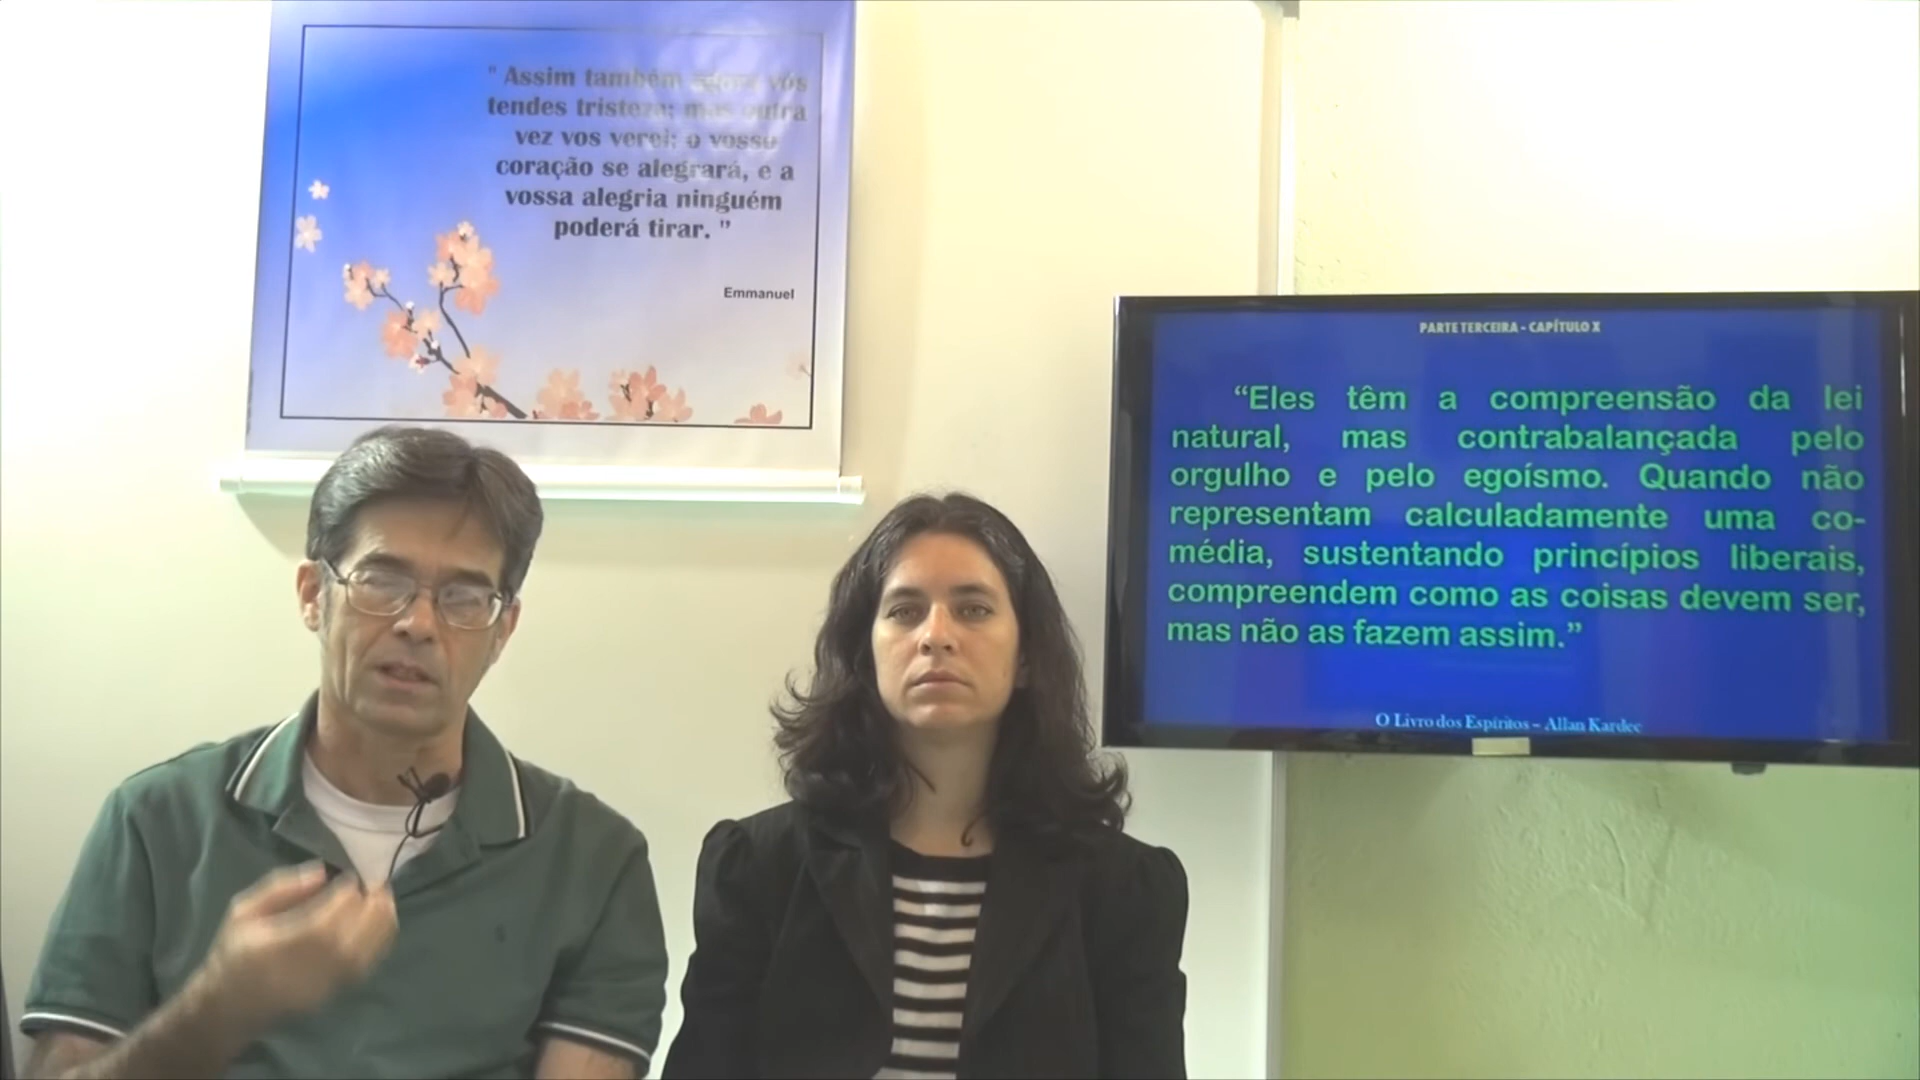 " Assim também agora vós
tendes tristeza; mas outra
vez vos verei; o vosso
coração se alegrará, e a
vossa alegria ninguém
poderá tirar. "
Emmanuel
PARTE TERCEIRA - CAPÍTULO X
“Eles têm a compreensão da lei
natural, mas contrabalançada pelo
orgulho e pelo egoísmo. Quando não
representam calculadamente uma co-
média, sustentando princípios liberais,
compreendem como as coisas devem ser,
mas não as fazem assim.”
O Livro dos Espíritos – Allan Kardec